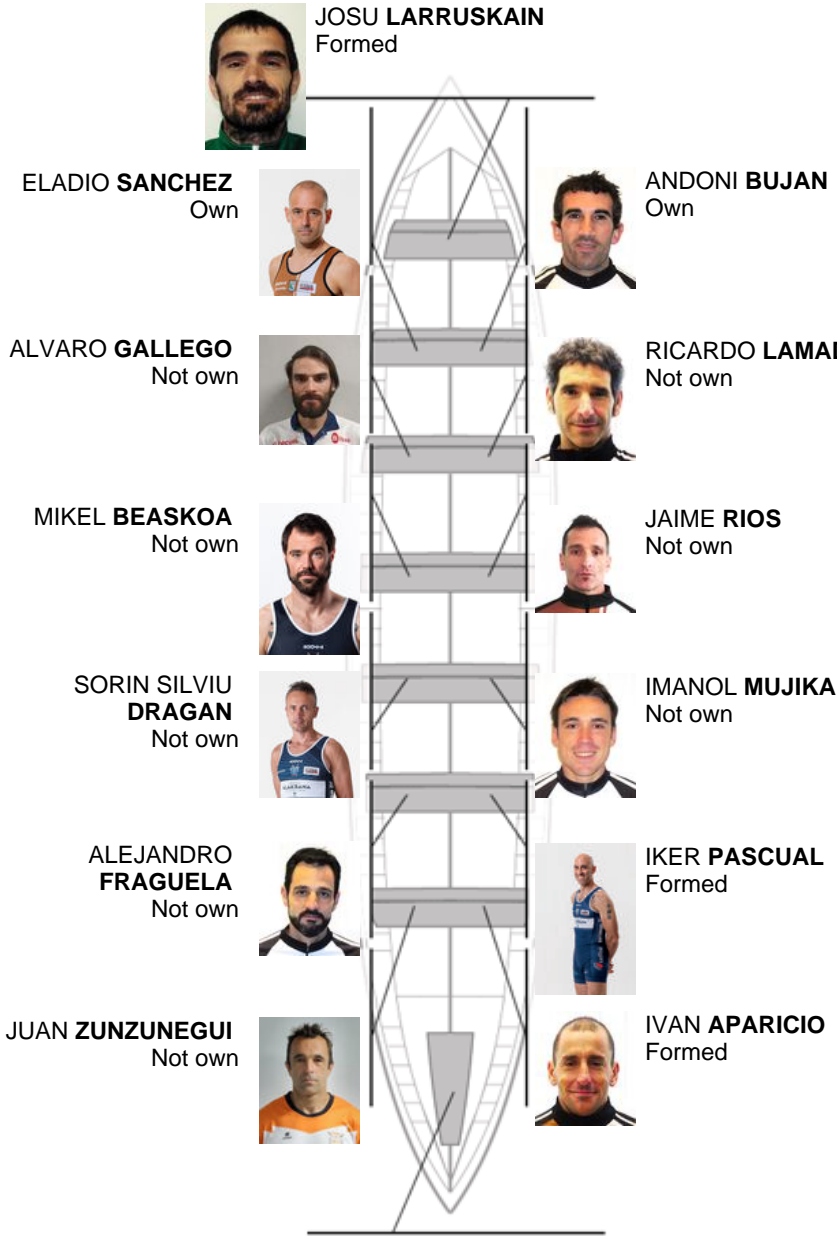 JOSU LARRUSKAIN
Formed
ELADIO SANCHEZ
Own
ANDONI BUJAN
Own
ALVARO GALLEGO
Not own
RICARDO LAMAI
Not own
MIKEL BEASKOA
Not own
JAIME RIOS
Not own
SORIN SILVIU
DRAGAN
Not own
IMANOL MUJIKA
Not own
ALEJANDRO
FRAGUELA
Not own
IKER PASCUAL
Formed
JUAN ZUNZUNEGUI
Not own
IVAN APARICIO
Formed